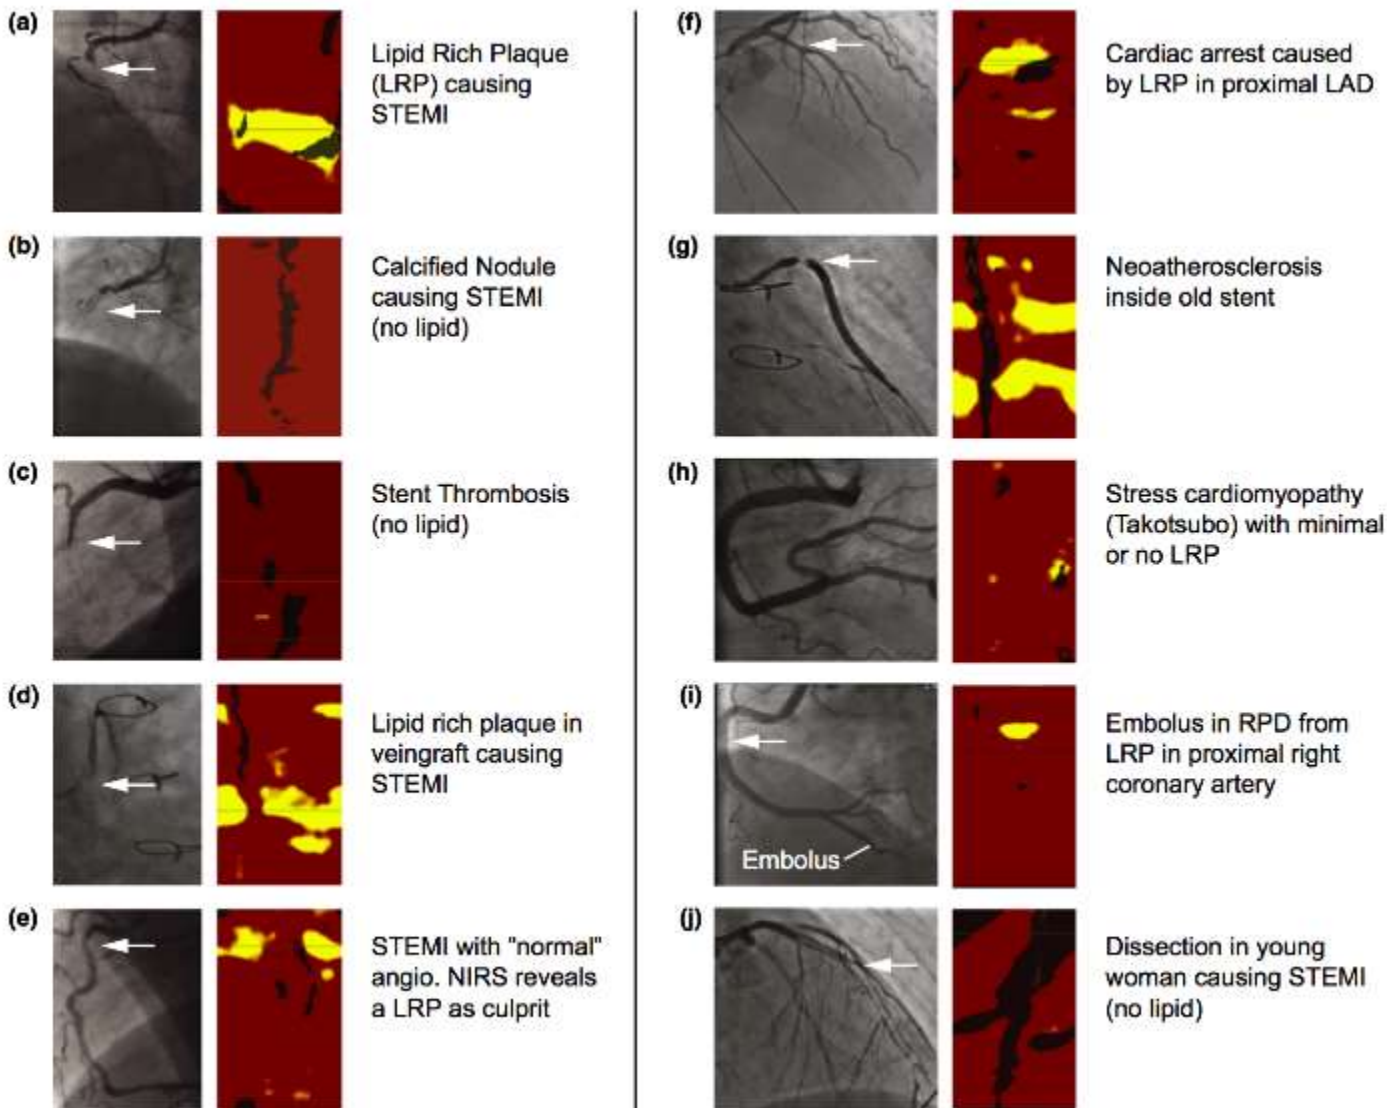 (a)
Lipid Rich Plaque
(LRP) causing
STEMI
(b)
Calcified Nodule
causing STEMI
(no lipid)
(c)
Stent Thrombosis
(no lipid)
(d)
Lipid rich plaque in
veingraft causing
STEMI
(e)
STEMI with "normal"
angio. NIRS reveals
a LRP as culprit
(f)
Cardiac arrest caused
by LRP in proximal LAD
(g)
Neoatherosclerosis
inside old stent
(h)
Stress cardiomyopathy
(Takotsubo) with minimal
or no LRP
(i)
Embolus in RPD from
LRP in proximal right
coronary artery
Embolus
(j)
Dissection in young
woman causing STEMI
(no lipid)